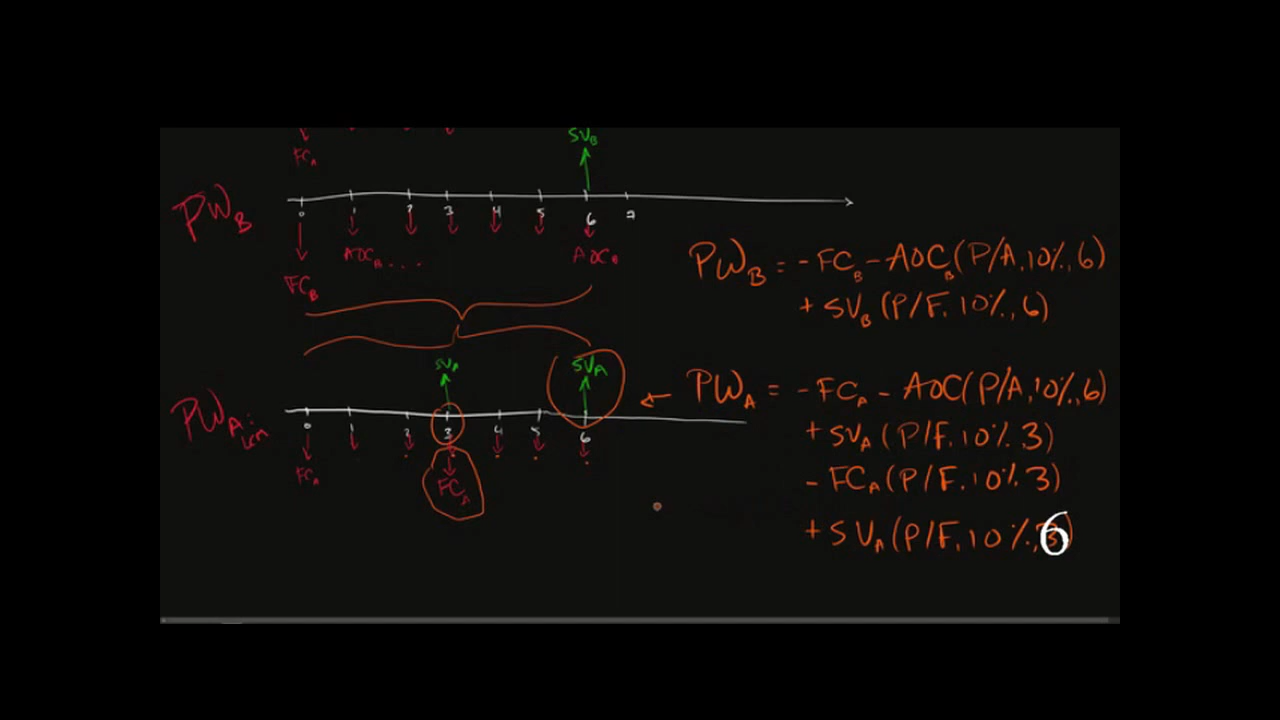 SV_B
FC_A
PW_B
0 1 2 3 4 5 6 7
AOC_B . . . AOC_B
FC_B
PW_B = -FC_B - AOC_B(P/A,10%,6)
+ SV_B(P/F,10%,6)
SV_A SV_A
PW_A = -FC_A - AOC(P/A,10%,6)
PW_A:
0 1 2 3 4 5 6
+ SV_A(P/F,10%,3)
FC_A FC_A
- FC_A(P/F,10%,3)
+ SV_A(P/F,10%,6)